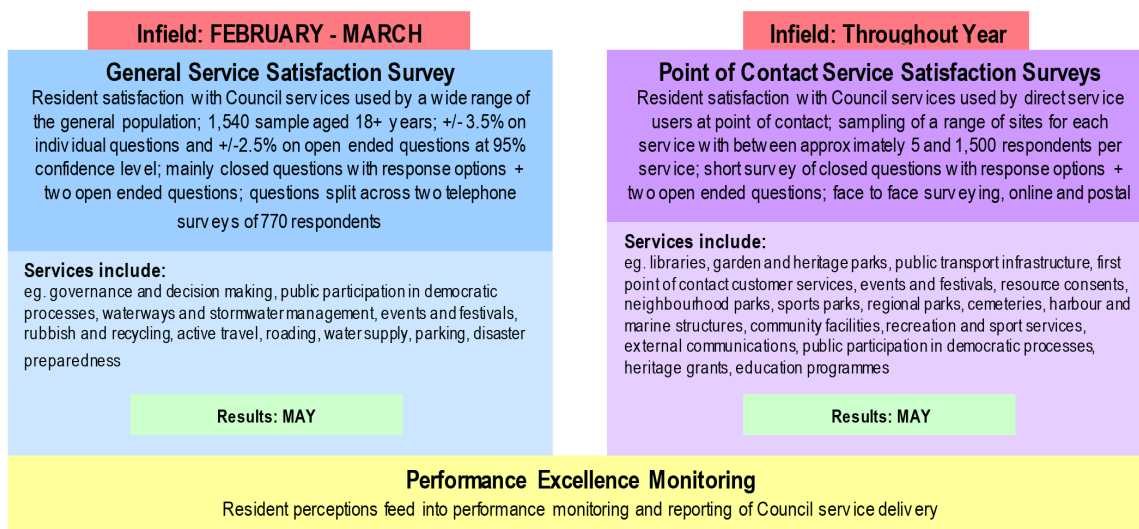 Infield: FEBRUARY - MARCH
General Service Satisfaction Survey
Resident satisfaction with Council services used by a wide range of
the general population; 1,540 sample aged 18+ years; +/- 3.5% on
individual questions and +/-2.5% on open ended questions at 95%
confidence level; mainly closed questions with response options +
two open ended questions; questions split across two telephone
surveys of 770 respondents
Services include:
eg. governance and decision making, public participation in democratic
processes, waterways and stormwater management, events and festivals,
rubbish and recycling, active travel, roading, water supply, parking, disaster
preparedness
Results: MAY
Infield: Throughout Year
Point of Contact Service Satisfaction Surveys
Resident satisfaction with Council services used by direct service
users at point of contact; sampling of a range of sites for each
service with between approximately 5 and 1,500 respondents per
service; short survey of closed questions with response options +
two open ended questions; face to face surveying, online and postal
Services include:
eg. libraries, garden and heritage parks, public transport infrastructure, first
point of contact customer services, events and festivals, resource consents,
neighbourhood parks, sports parks, regional parks, cemeteries, harbour and
marine structures, community facilities, recreation and sport services,
external communications, public participation in democratic processes,
heritage grants, education programmes
Results: MAY
Performance Excellence Monitoring
Resident perceptions feed into performance monitoring and reporting of Council service delivery